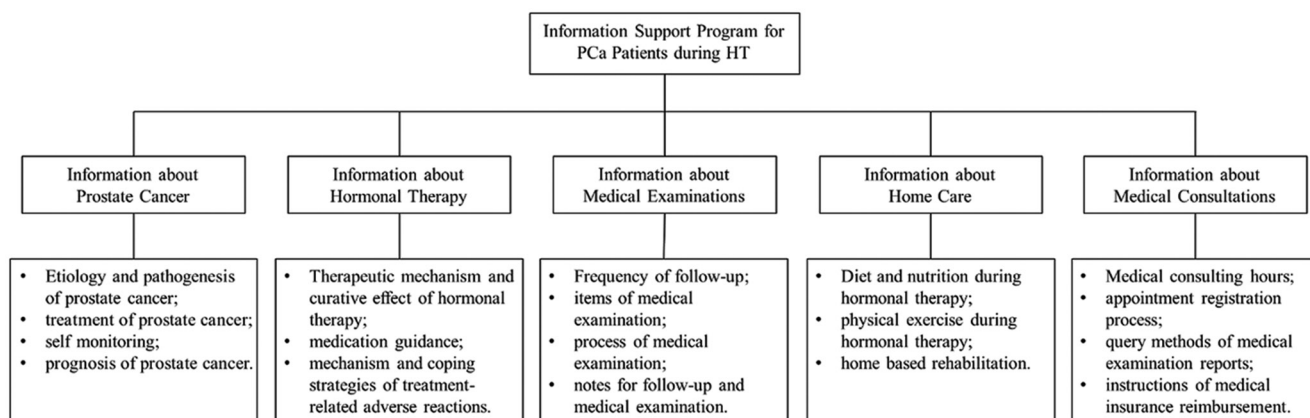 Information Support Program for
PCa Patients during HT
Information about
Prostate Cancer
Information about
Hormonal Therapy
Information about
Medical Examinations
Information about
Home Care
Information about
Medical Consultations
• Etiology and pathogenesis
of prostate cancer;
• treatment of prostate cancer;
• self monitoring;
• prognosis of prostate cancer.
• Therapeutic mechanism and
curative effect of hormonal
therapy;
• medication guidance;
• mechanism and coping
strategies of treatment-
related adverse reactions.
• Frequency of follow-up;
• items of medical
examination;
• process of medical
examination;
• notes for follow-up and
medical examination.
• Diet and nutrition during
hormonal therapy;
• physical exercise during
hormonal therapy;
• home based rehabilitation.
• Medical consulting hours;
• appointment registration
process;
• query methods of medical
examination reports;
• instructions of medical
insurance reimbursement.